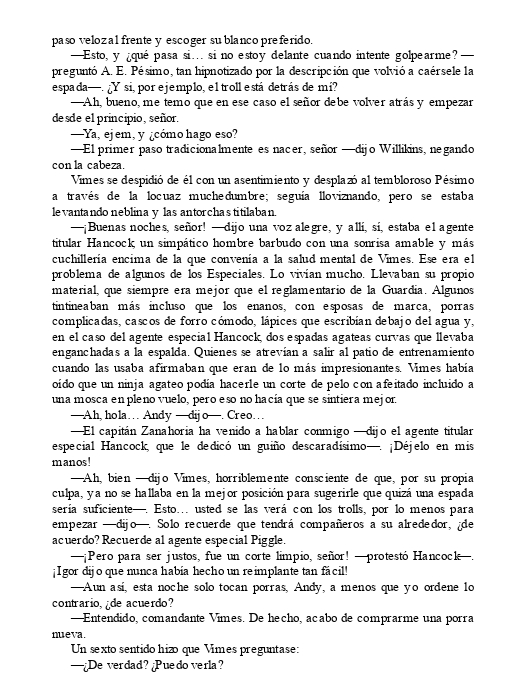 paso veloz al frente y escoger su blanco preferido.
—Esto, y ¿qué pasa si… si no estoy delante cuando intente golpearme? —
preguntó A. E. Pésimo, tan hipnotizado por la descripción que volvió a caérsele la
espada—. ¿Y si, por ejemplo, el troll está detrás de mí?
—Ah, bueno, me temo que en ese caso el señor debe volver atrás y empezar
desde el principio, señor.
—Ya, ejem, y ¿cómo hago eso?
—El primer paso tradicionalmente es nacer, señor —dijo Willikins, negando
con la cabeza.
Vimes se despidió de él con un asentimiento y desplazó al tembloroso Pésimo
a través de la locuaz muchedumbre; seguía lloviznando, pero se estaba
levantando neblina y las antorchas titilaban.
—¡Buenas noches, señor! —dijo una voz alegre, y allí, sí, estaba el agente
titular Hancock, un simpático hombre barbudo con una sonrisa amable y más
cuchillería encima de la que convenía a la salud mental de Vimes. Ese era el
problema de algunos de los Especiales. Lo vivían mucho. Llevaban su propio
material, que siempre era mejor que el reglamentario de la Guardia. Algunos
tintineaban más incluso que los enanos, con esposas de marca, porras
complicadas, cascos de forro cómodo, lápices que escribían debajo del agua y,
en el caso del agente especial Hancock, dos espadas agateas curvas que llevaba
enganchadas a la espalda. Quienes se atrevían a salir al patio de entrenamiento
cuando las usaba afirmaban que eran de lo más impresionantes. Vimes había
oído que un ninja agateo podía hacerle un corte de pelo con afeitado incluido a
una mosca en pleno vuelo, pero eso no hacía que se sintiera mejor.
—Ah, hola… Andy —dijo—. Creo…
—El capitán Zanahoria ha venido a hablar conmigo —dijo el agente titular
especial Hancock, que le dedicó un guiño descaradísimo—. ¡Déjelo en mis
manos!
—Ah, bien —dijo Vimes, horriblemente consciente de que, por su propia
culpa, ya no se hallaba en la mejor posición para sugerirle que quizá una espada
sería suficiente—. Esto… usted se las verá con los trolls, por lo menos para
empezar —dijo—. Solo recuerde que tendrá compañeros a su alrededor, ¿de
acuerdo? Recuerde al agente especial Piggle.
—¡Pero para ser justos, fue un corte limpio, señor! —protestó Hancock—.
¡Igor dijo que nunca había hecho un reimplante tan fácil!
—Aun así, esta noche solo tocan porras, Andy, a menos que yo ordene lo
contrario, ¿de acuerdo?
—Entendido, comandante Vimes. De hecho, acabo de comprarme una porra
nueva.
Un sexto sentido hizo que Vimes preguntase:
—¿De verdad? ¿Puedo verla?